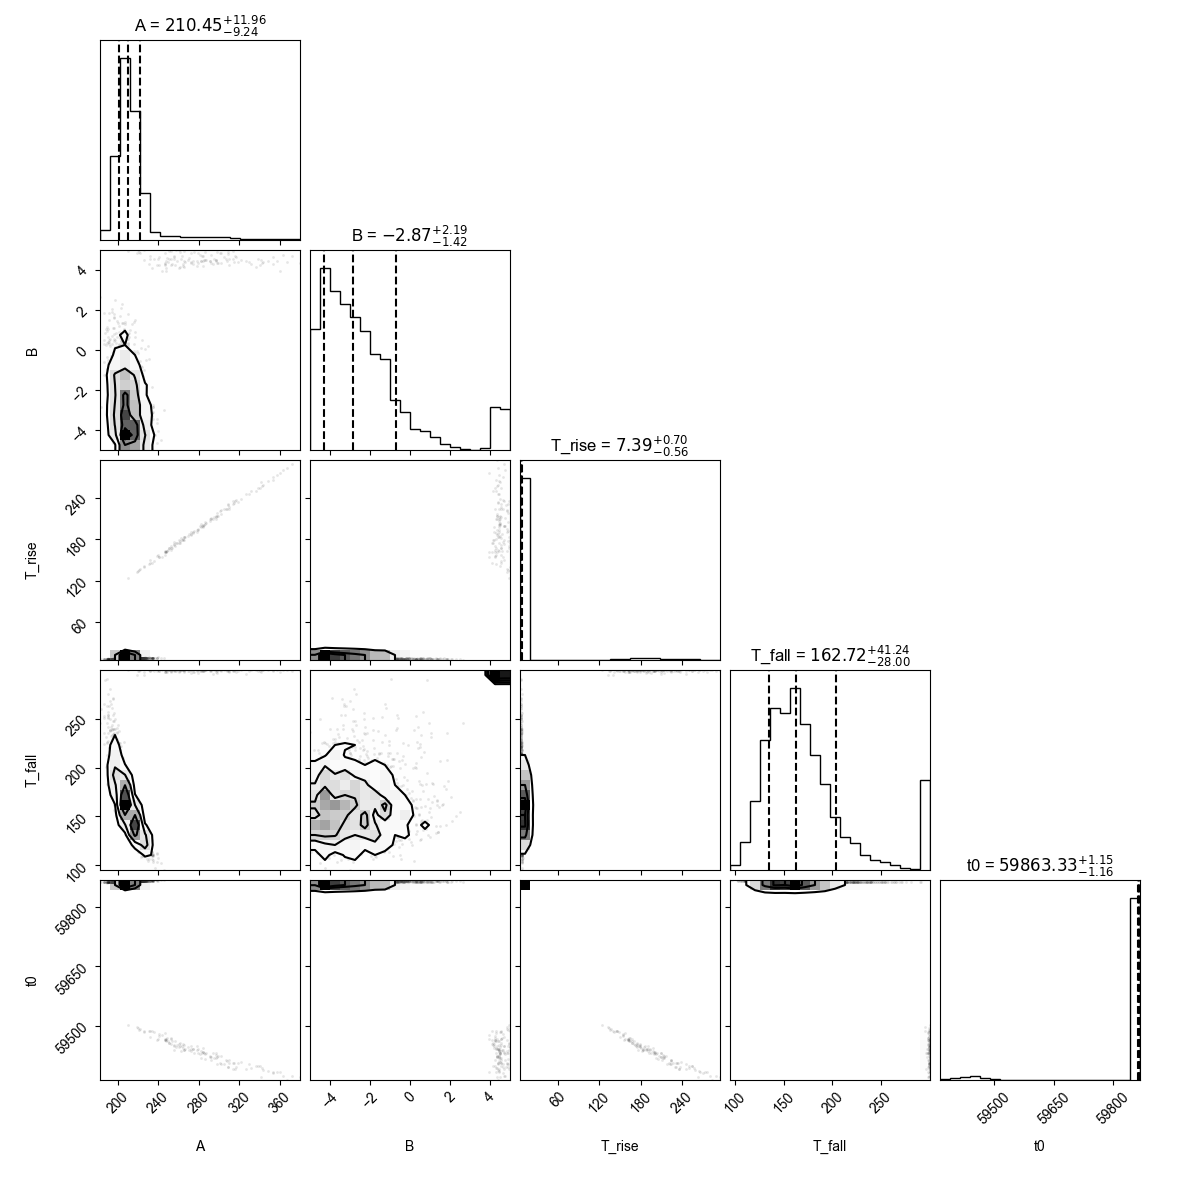 A = 210.45+11.96−9.24
B = −2.87+2.19−1.42
4
2
0
-2
-4
B
T_rise = 7.39+0.70−0.56
240
180
120
60
T_rise
T_fall = 162.72+41.24−28.00
250
200
150
100
T_fall
t0 = 59863.33+1.15−1.16
59800
59650
59500
t0
200 240 280 320 360
-4 -2 0 2 4
60 120 180 240
100 150 200 250
59500 59650 59800
A B T_rise T_fall t0